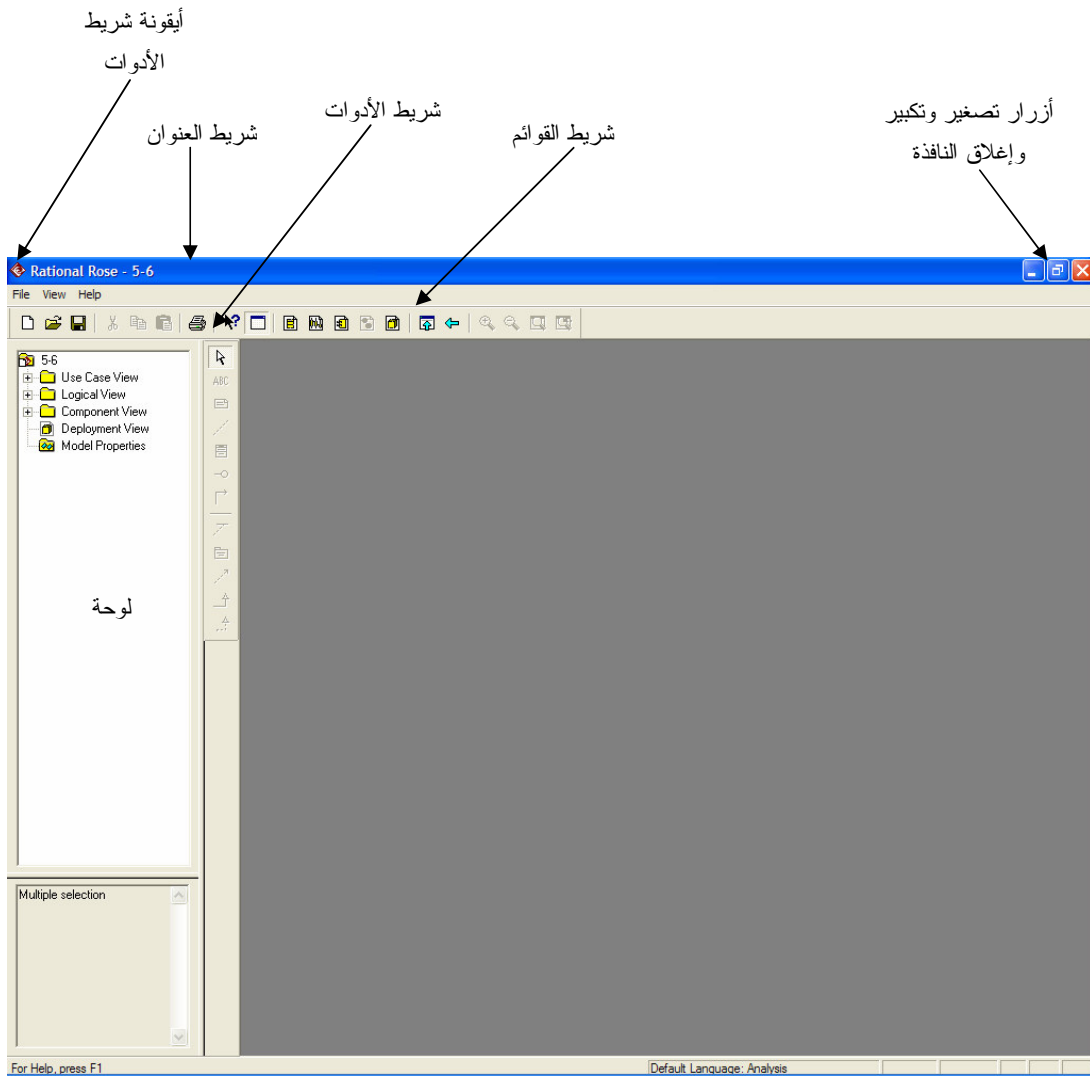 أيقونة شريط
الأدوات
شريط العنوان
شريط الأدوات
شريط القوائم
أزرار تصغير وتكبير
وإغلاق النافذة
Rational Rose - 5-6
File View Help
5-6
Use Case View
Logical View
Component View
Deployment View
Model Properties
ABC
لوحة
Multiple selection
For Help, press F1
Default Language: Analysis